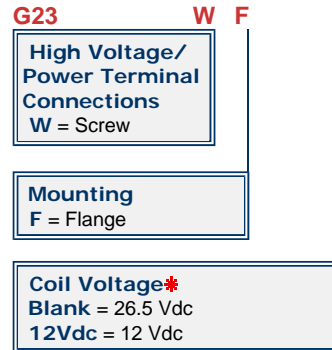 G23 W F
High Voltage/
Power Terminal
Connections
W = Screw
Mounting
F = Flange
Coil Voltage*
Blank = 26.5 Vdc
12Vdc = 12 Vdc